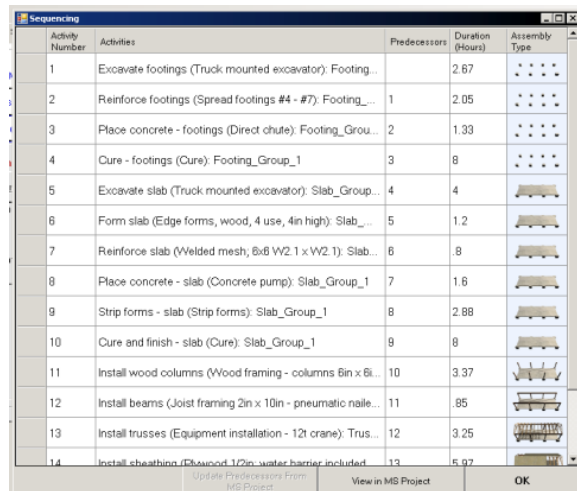 Sequencing
Activity Number Activities Predecessors Duration (Hours) Assembly Type
1 Excavate footings (Truck mounted excavator): Footing... 2.67
2 Reinforce footings (Spread footings #4 - #7): Footing_... 1 2.05
3 Place concrete - footings (Direct chute): Footing_Grou... 2 1.33
4 Cure - footings (Cure): Footing_Group_1 3 8
5 Excavate slab (Truck mounted excavator): Slab_Group... 4 4
6 Form slab (Edge forms, wood, 4 use, 4in high): Slab_... 5 1.2
7 Reinforce slab (Welded mesh; 6x6 W2.1 x W2.1): Slab... 6 .8
8 Place concrete - slab (Concrete pump): Slab_Group_1 7 1.6
9 Strip forms - slab (Strip forms): Slab_Group_1 8 2.88
10 Cure and finish - slab (Cure): Slab_Group_1 9 8
11 Install wood columns (Wood framing - columns 6in x 6i... 10 3.37
12 Install beams (Joist framing 2in x 10in - pneumatic naile... 11 .85
13 Install trusses (Equipment installation - 12t crane): Trus... 12 3.25
14 Install sheathing (Plywood 1/2in; water barrier included 13 5.97
Update Predecessors From MS Project View in MS Project OK